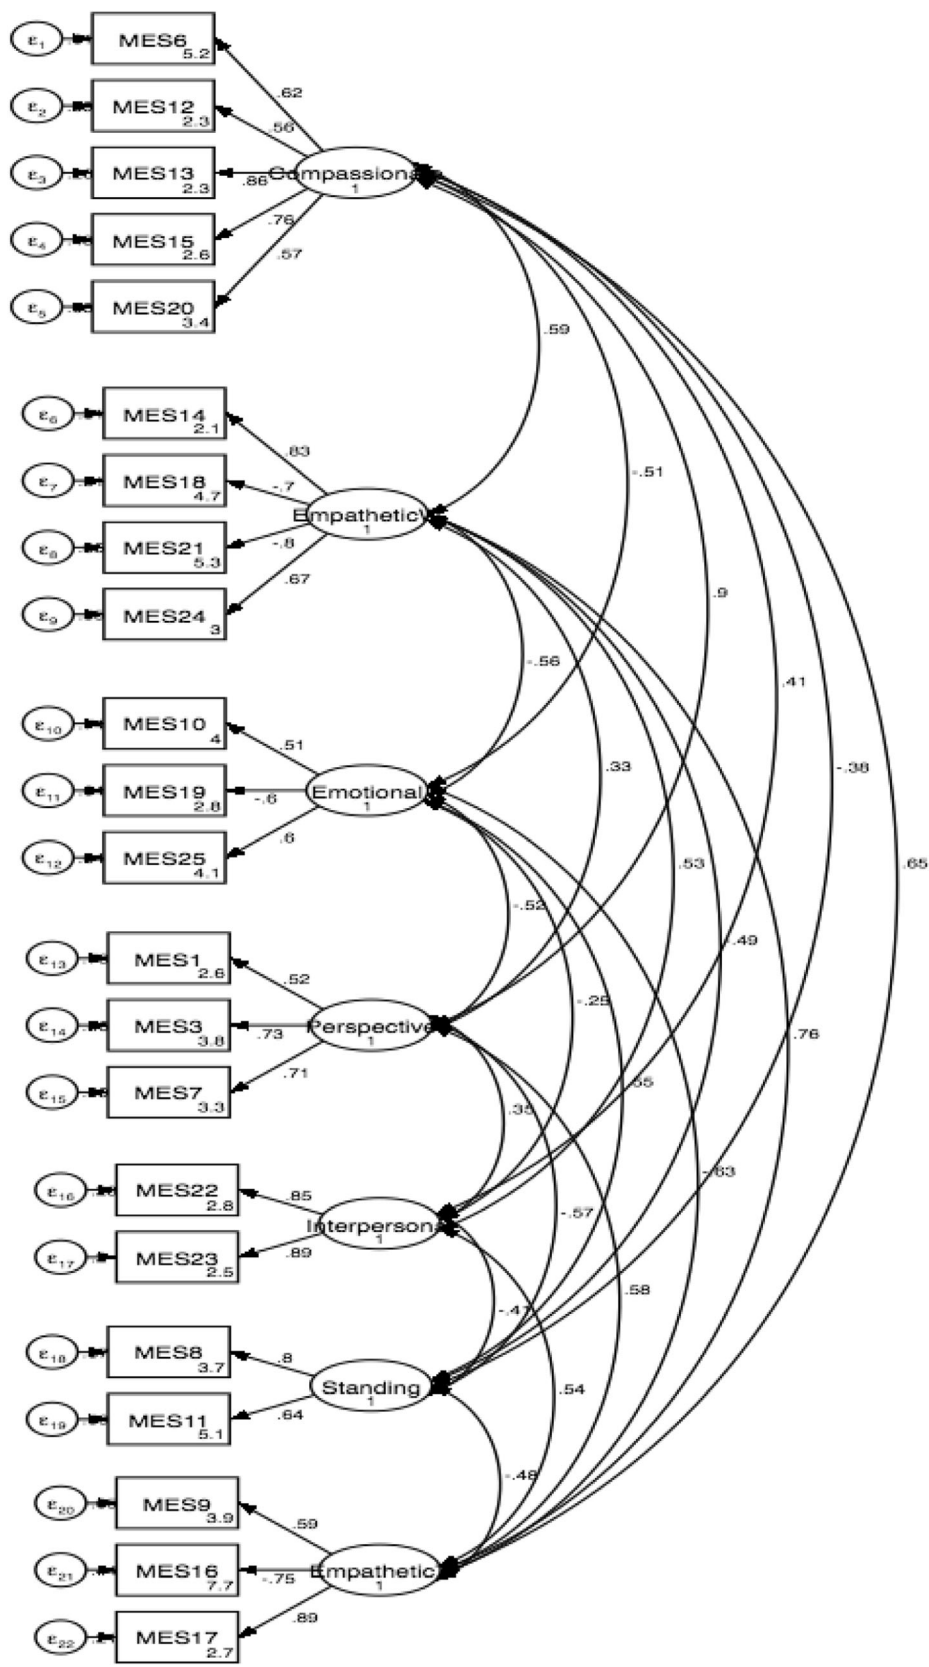 ε1 MES6 5.2
.62
ε2 MES12 2.3
.56
ε3 MES13 2.3
.86
Compassiona
1
ε4 MES15 2.6
.76
ε5 MES20 3.4
.57
.59
ε6 MES14 2.1
.83
-.51
ε7 MES18 4.7
-.7
Empathetic
1
ε8 MES21 5.3
-.8
ε9 MES24 3
.67
.9
-.56
.41
ε10 MES10 4
.51
.33
-.38
ε11 MES19 2.8
-.6
Emotional
1
ε12 MES25 4.1
.6
.53
.65
-.52
.49
ε13 MES1 2.6
.52
-.25
ε14 MES3 3.8
.73
Perspective
1
.76
ε15 MES7 3.3
.71
.55
.35
ε16 MES22 2.8
.85
-.63
-.57
Interpersona
1
ε17 MES23 2.5
.89
.58
-.41
ε18 MES8 3.7
.8
Standing
1
.54
ε19 MES11 5.1
.64
-.48
ε20 MES9 3.9
.59
ε21 MES16 7.7
-.75
Empathetic
1
ε22 MES17 2.7
.89